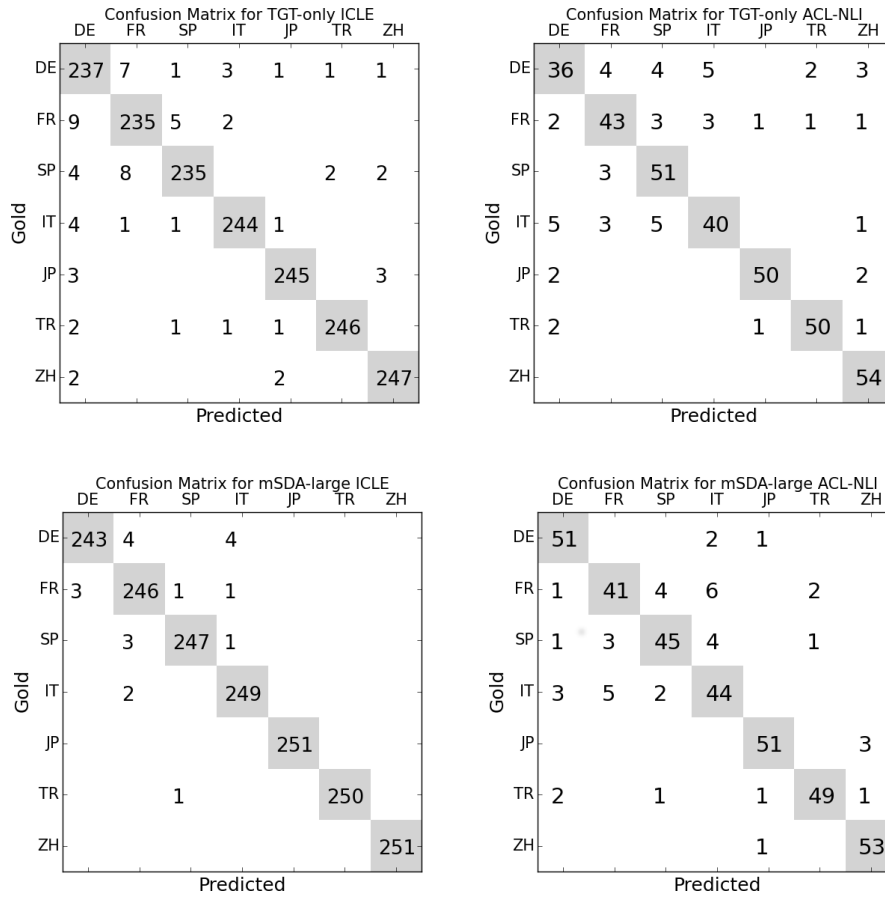 Confusion Matrix for TGT-only ICLE
DE FR SP IT JP TR ZH
DE 237 7 1 3 1 1 1
FR 9 235 5 2
SP 4 8 235 2 2
IT 4 1 1 244 1
JP 3 245 3
TR 2 1 1 1 246
ZH 2 2 247
Gold
Predicted
Confusion Matrix for TGT-only ACL-NLI
DE FR SP IT JP TR ZH
DE 36 4 4 5 2 3
FR 2 43 3 3 1 1 1
SP 3 51
IT 5 3 5 40 1
JP 2 50 2
TR 2 1 50 1
ZH 54
Gold
Predicted
Confusion Matrix for mSDA-large ICLE
DE FR SP IT JP TR ZH
DE 243 4 4
FR 3 246 1 1
SP 3 247 1
IT 2 249
JP 251
TR 1 250
ZH 251
Gold
Predicted
Confusion Matrix for mSDA-large ACL-NLI
DE FR SP IT JP TR ZH
DE 51 2 1
FR 1 41 4 6 2
SP 1 3 45 4 1
IT 3 5 2 44
JP 51 3
TR 2 1 1 49 1
ZH 1 53
Gold
Predicted